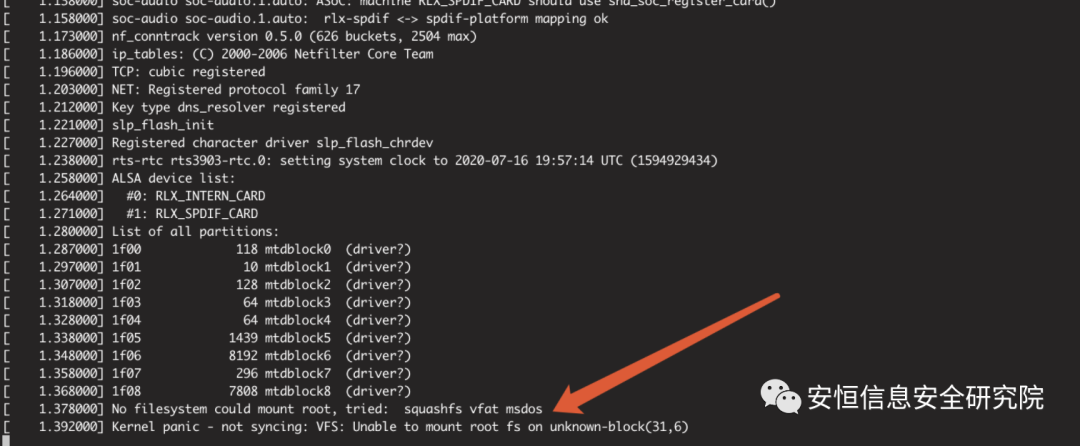 [    1.158000] soc-audio soc-audio.1.auto: ASoC: machine RLX_SPDIF_CARD should use snd_soc_register_card()
[    1.158000] soc-audio soc-audio.1.auto:  rlx-spdif <-> spdif-platform mapping ok
[    1.173000] nf_conntrack version 0.5.0 (626 buckets, 2504 max)
[    1.186000] ip_tables: (C) 2000-2006 Netfilter Core Team
[    1.196000] TCP: cubic registered
[    1.203000] NET: Registered protocol family 17
[    1.212000] Key type dns_resolver registered
[    1.221000] slp_flash_init
[    1.227000] Registered character driver slp_flash_chrdev
[    1.238000] rts-rtc rts3903-rtc.0: setting system clock to 2020-07-16 19:57:14 UTC (1594929434)
[    1.258000] ALSA device list:
[    1.264000]   #0: RLX_INTERN_CARD
[    1.271000]   #1: RLX_SPDIF_CARD
[    1.280000] List of all partitions:
[    1.287000] 1f00             118 mtdblock0  (driver?)
[    1.297000] 1f01              10 mtdblock1  (driver?)
[    1.307000] 1f02             128 mtdblock2  (driver?)
[    1.318000] 1f03              64 mtdblock3  (driver?)
[    1.328000] 1f04              64 mtdblock4  (driver?)
[    1.338000] 1f05            1439 mtdblock5  (driver?)
[    1.348000] 1f06            8192 mtdblock6  (driver?)
[    1.358000] 1f07             296 mtdblock7  (driver?)
[    1.368000] 1f08            7808 mtdblock8  (driver?)
[    1.378000] No filesystem could mount root, tried:  squashfs vfat msdos
[    1.392000] Kernel panic - not syncing: VFS: Unable to mount root fs on unknown-block(31,6)
安恒信息安全研究院